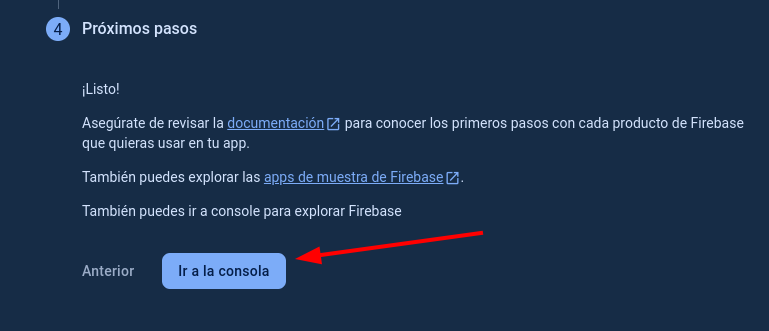 4 Próximos pasos
¡Listo!
Asegúrate de revisar la documentación para conocer los primeros pasos con cada producto de Firebase
que quieras usar en tu app.
También puedes explorar las apps de muestra de Firebase.
También puedes ir a console para explorar Firebase
Anterior Ir a la consola